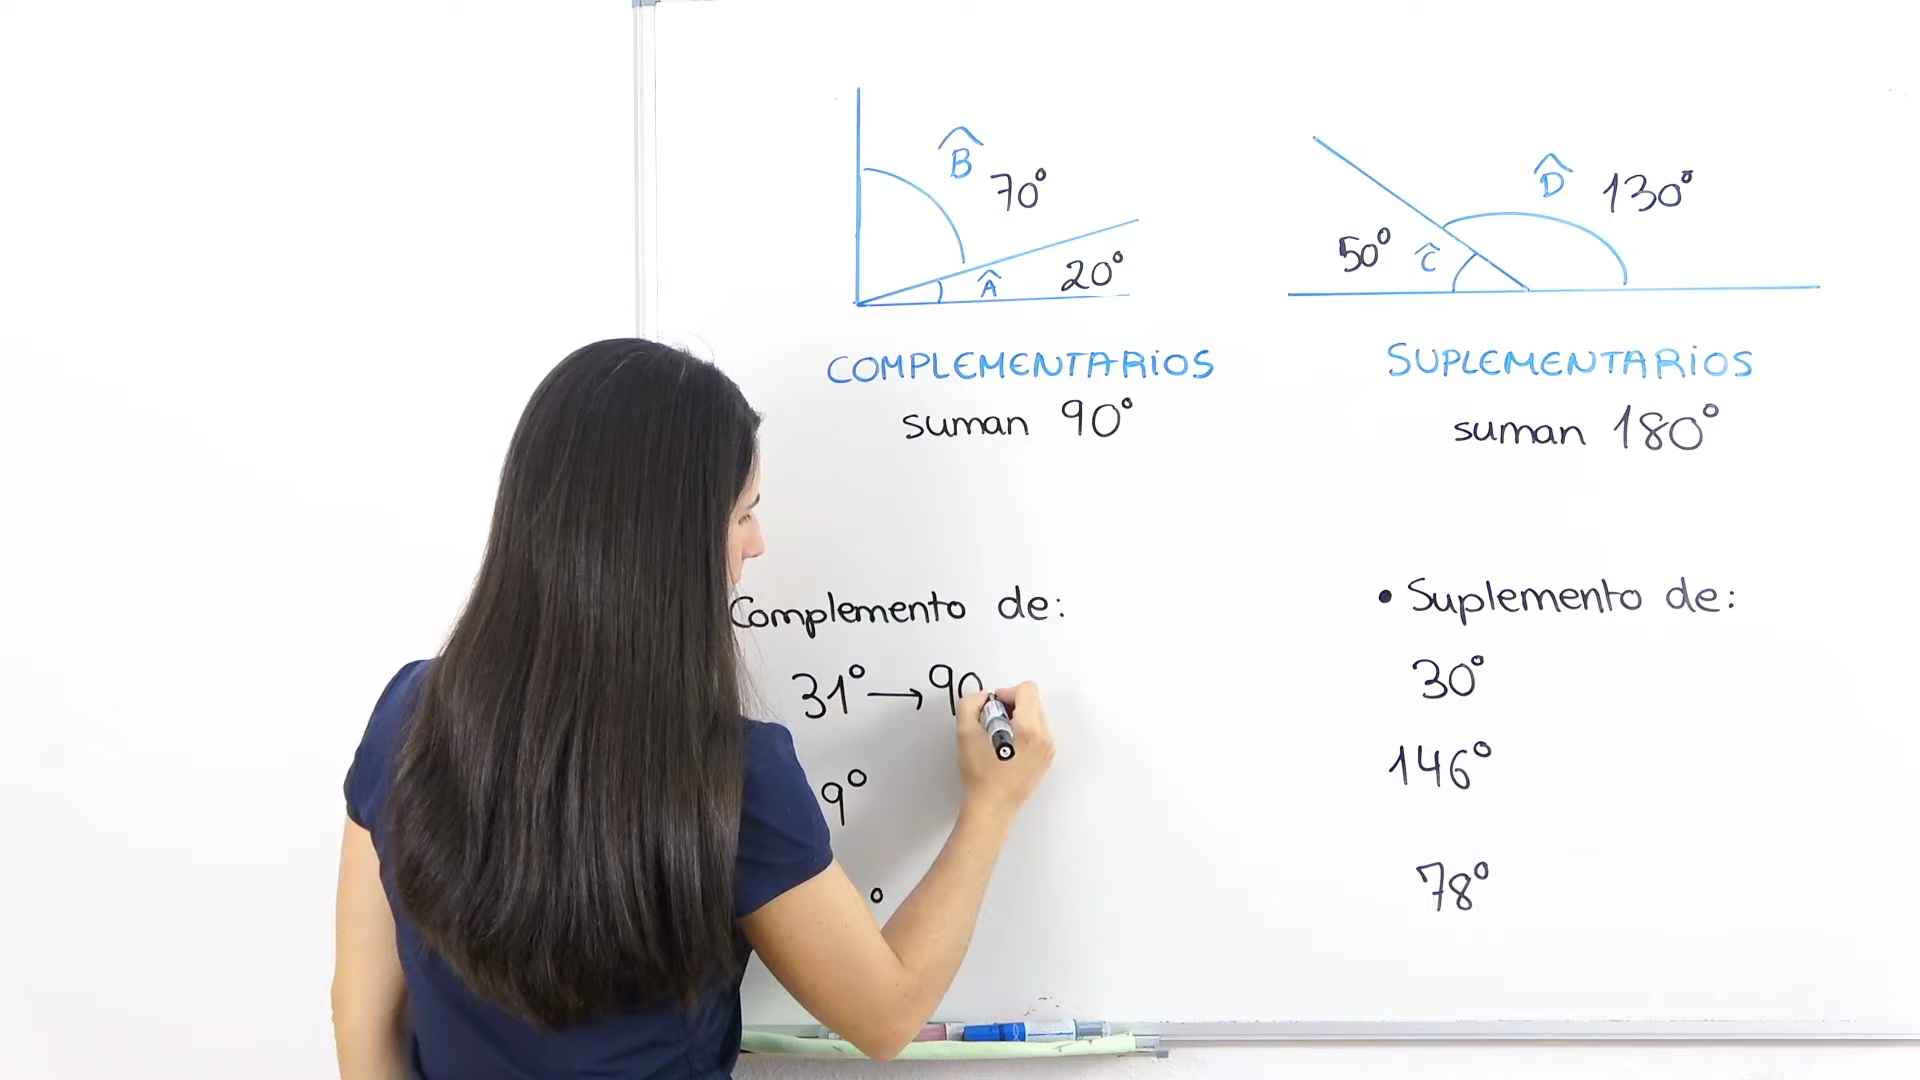 B̂ 70°
Â 20°
COMPLEMENTARIOS
suman 90°
D̂ 130°
50° Ĉ
SUPLEMENTARIOS
suman 180°
Complemento de:
31° → 90
9°
°
• Suplemento de:
30°
146°
78°